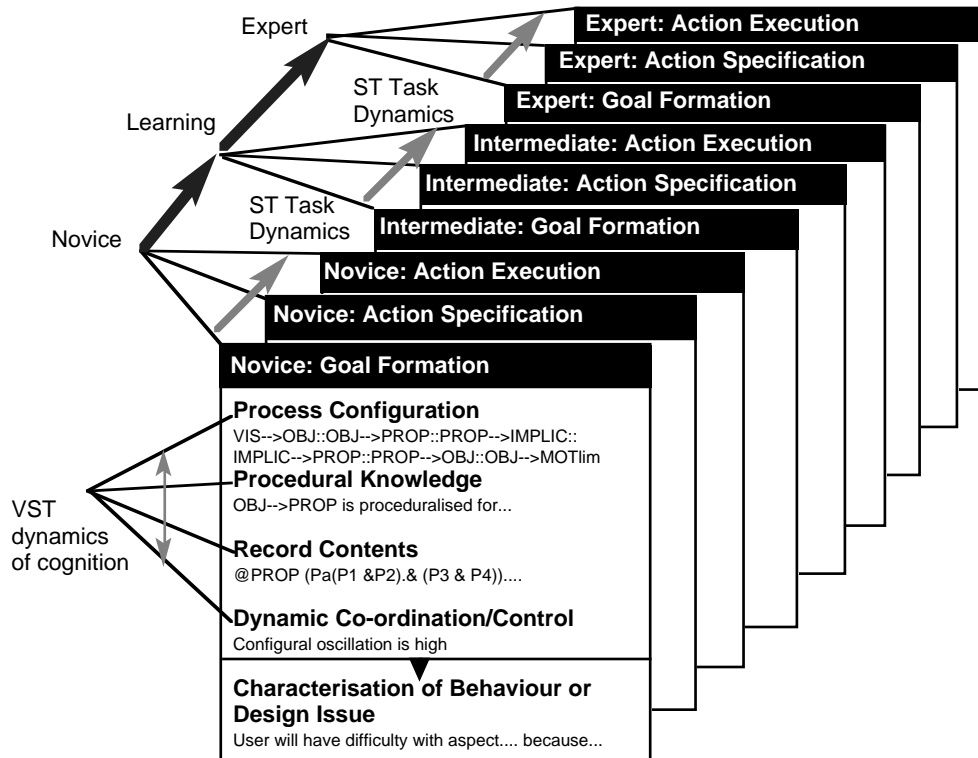 Expert
Expert: Action Execution
Expert: Action Specification
ST Task
Dynamics
Expert: Goal Formation
Learning
Intermediate: Action Execution
Intermediate: Action Specification
ST Task
Dynamics
Intermediate: Goal Formation
Novice
Novice: Action Execution
Novice: Action Specification
Novice: Goal Formation
Process Configuration
VIS-->OBJ::OBJ-->PROP::PROP-->IMPLIC::
IMPLIC-->PROP::PROP-->OBJ::OBJ-->MOTlim
Procedural Knowledge
OBJ-->PROP is proceduralised for...
VST
dynamics
of cognition
Record Contents
@PROP (Pa(P1 &P2).& (P3 & P4))....
Dynamic Co-ordination/Control
Configural oscillation is high
Characterisation of Behaviour or
Design Issue
User will have difficulty with aspect.... because...